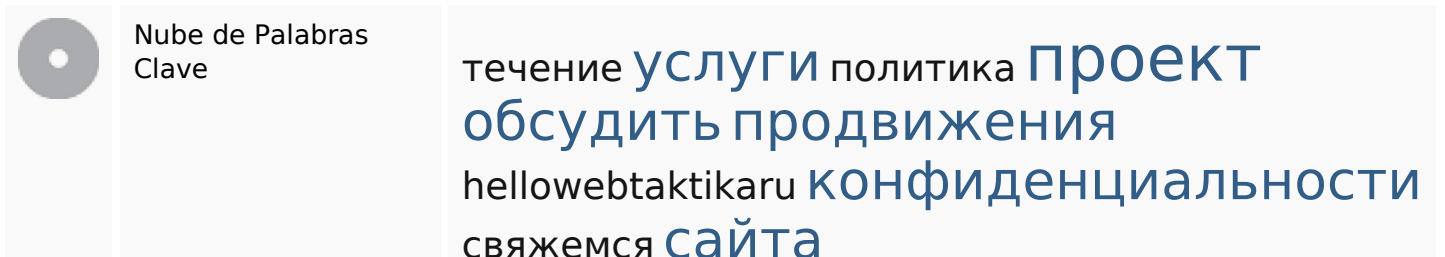 Nube de Palabras
Clave
течение услуги политика проект
обсудить продвижения
hellowebtaktikaru конфиденциальности
свяжемся сайта